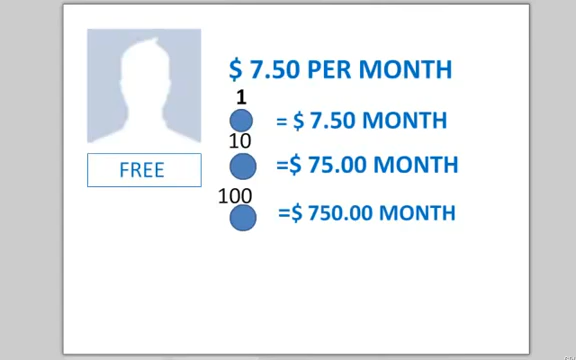 $ 7.50 PER MONTH
1
= $ 7.50 MONTH
10
=$ 75.00 MONTH
FREE
100
=$ 750.00 MONTH